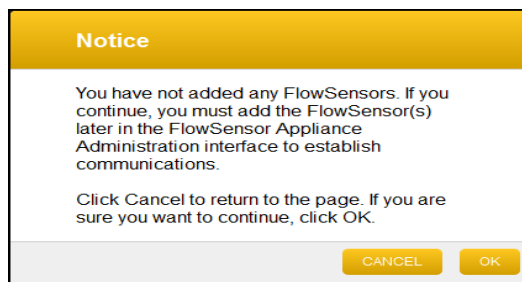 Notice
You have not added any FlowSensors. If you
continue, you must add the FlowSensor(s)
later in the FlowSensor Appliance
Administration interface to establish
communications.
Click Cancel to return to the page. If you are
sure you want to continue, click OK.
CANCEL OK